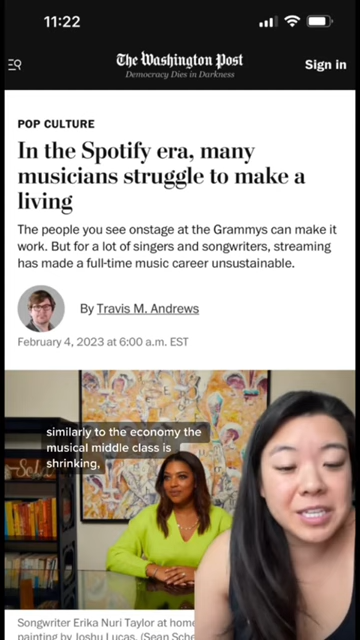 11:22
The Washington Post
Democracy Dies in Darkness
Sign in
POP CULTURE
In the Spotify era, many
musicians struggle to make a
living
The people you see onstage at the Grammys can make it
work. But for a lot of singers and songwriters, streaming
has made a full-time music career unsustainable.
By Travis M. Andrews
February 4, 2023 at 6:00 a.m. EST
similarly to the economy the
musical middle class is
shrinking,
Songwriter Erika Nuri Taylor at home
painting by Joshu Lucas. (Sean